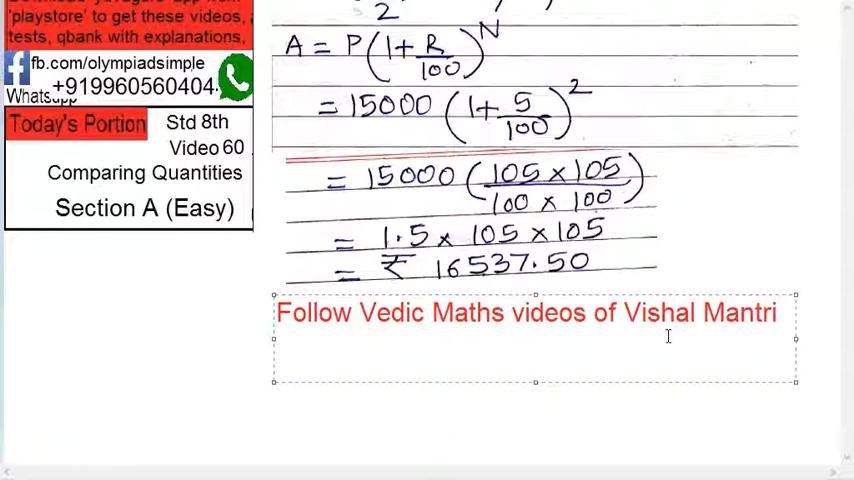 'playstore' to get these videos,
tests, qbank with explanations,
fb.com/olympiadsimple
+919960560404.
Whatsapp
Today's Portion Std 8th
Video 60
Comparing Quantities
Section A (Easy)
2
A = P(1+R/100)^N
= 15000(1+5/100)^2
= 15000(105×105/100×100)
= 1.5×105×105
= ₹ 16537.50
Follow Vedic Maths videos of Vishal Mantri